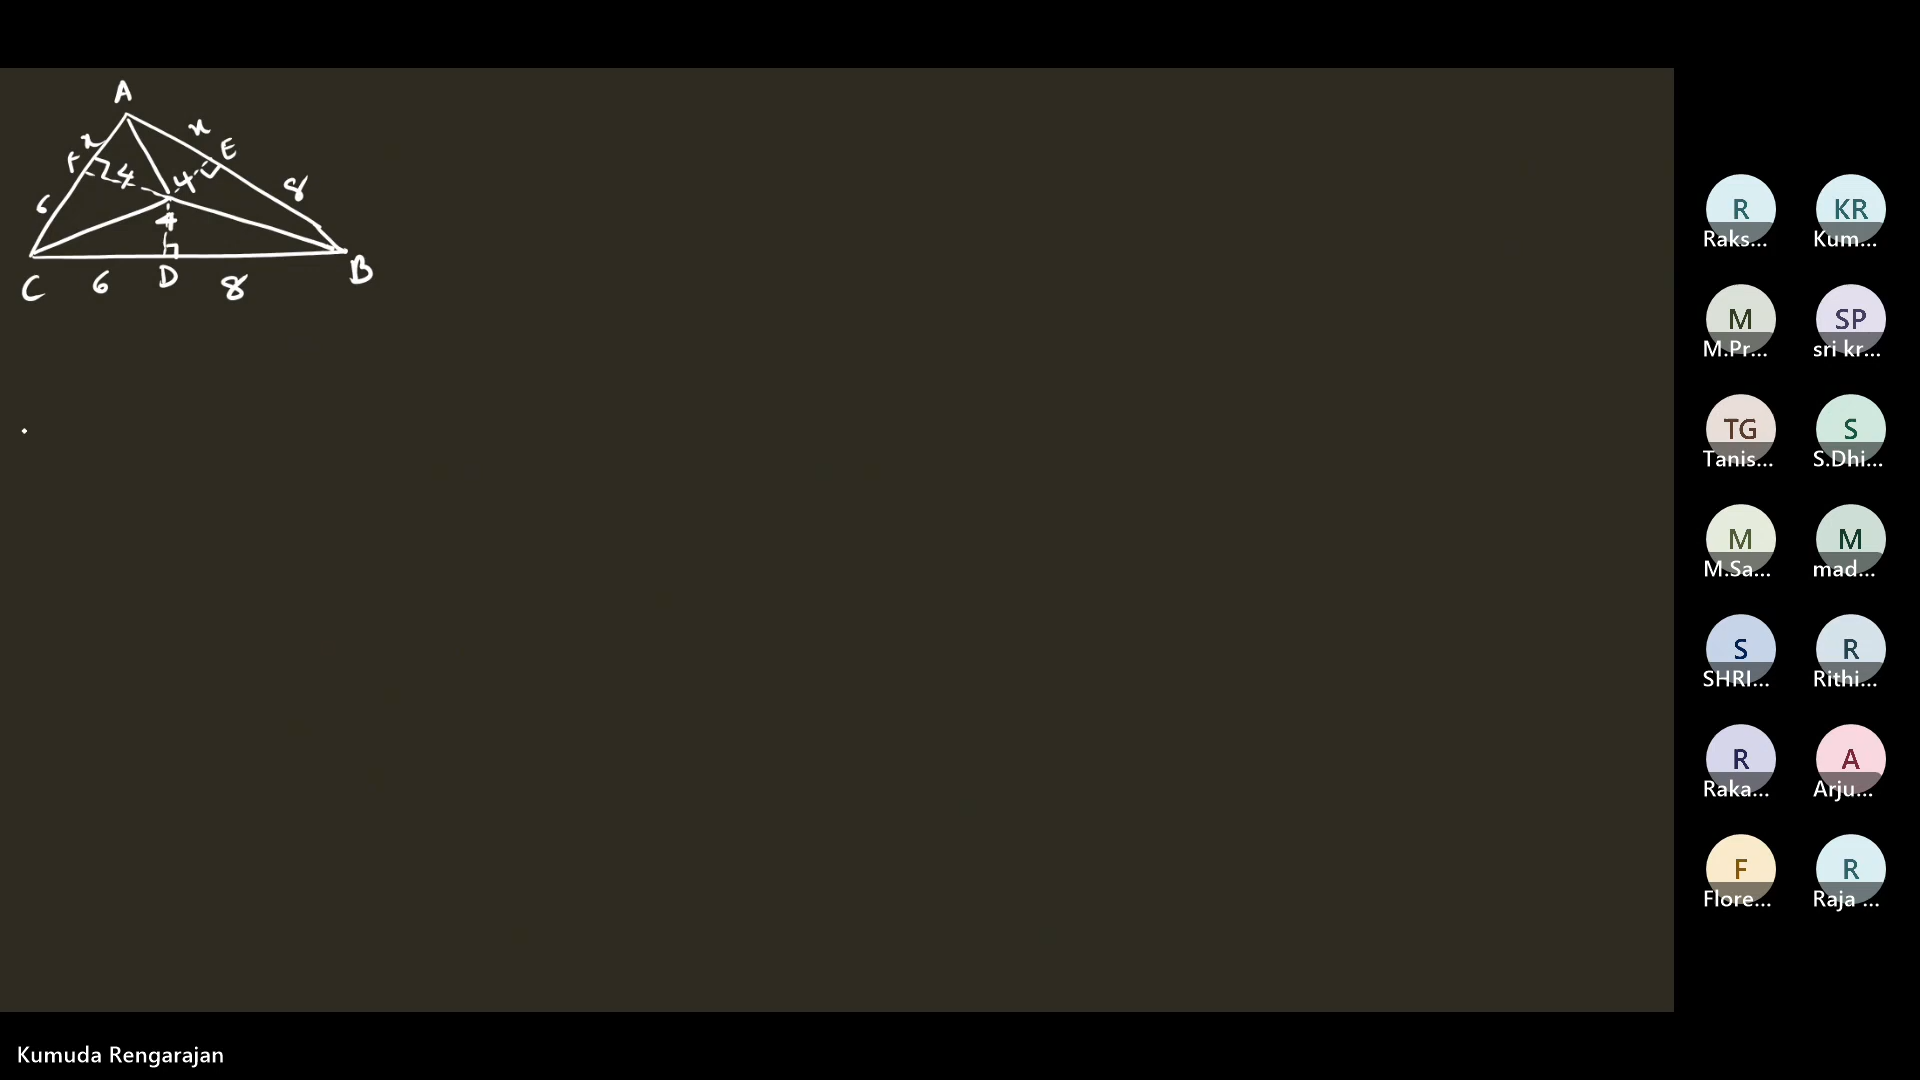 A
x
x
E
F
4
4
8
6
4
C
6
D
8
B
R
KR
Raks...
Kum...
M
SP
M.Pr...
sri kr...
TG
S
Tanis...
S.Dhi...
M
M
M.Sa...
mad...
S
R
SHRI...
Rithi...
R
A
Raka...
Arju...
F
R
Flore...
Raja ...
Kumuda Rengarajan